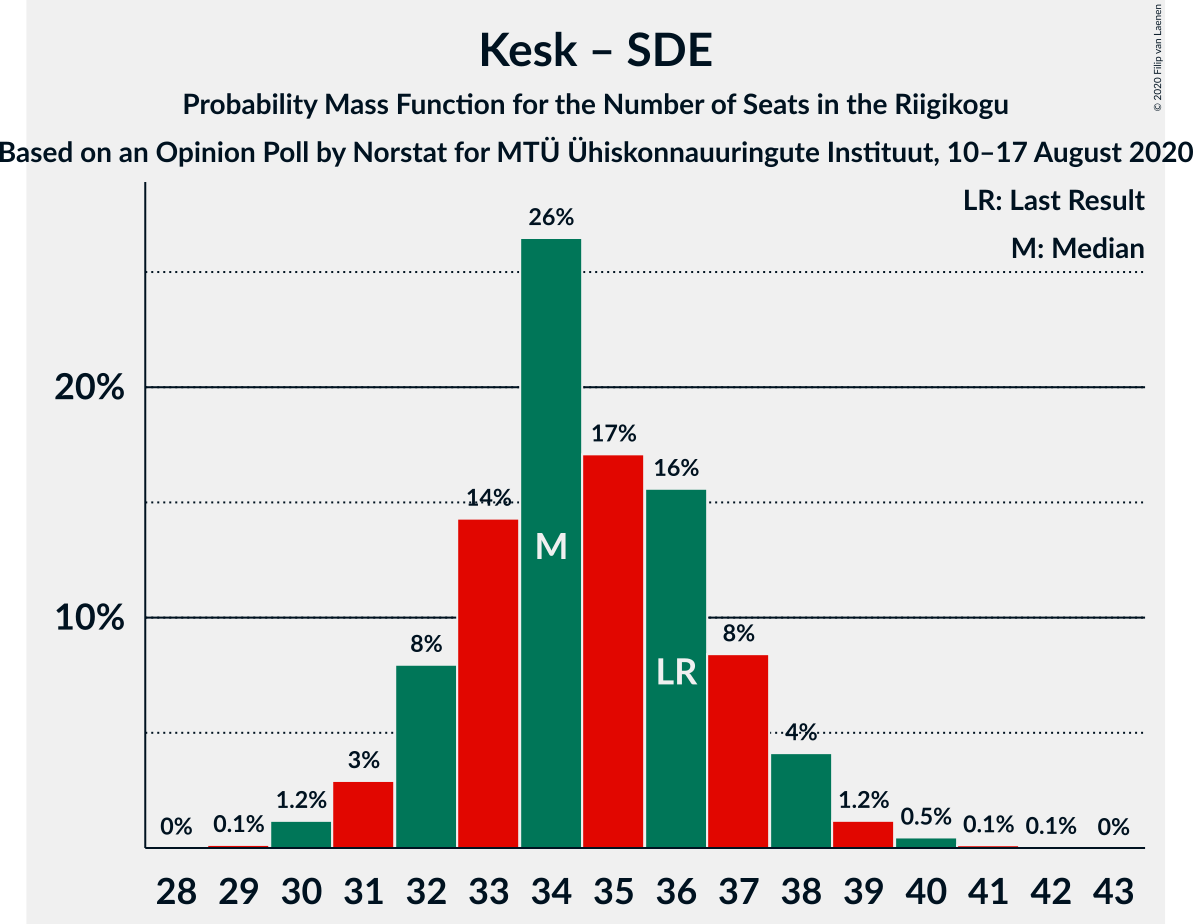 Kesk – SDE
Probability Mass Function for the Number of Seats in the Riigikogu
Based on an Opinion Poll by Norstat for MTÜ Ühiskonnauuringute Instituut, 10–17 August 2020
© 2020 Filip van Laenen
LR: Last Result
M: Median
26%
20%
17%
16%
14%
M
10%
8%
8%
LR
4%
3%
1.2%
1.2%
0%
0.1%
0.5%
0.1%
0.1%
0%
28 29 30 31 32 33 34 35 36 37 38 39 40 41 42 43